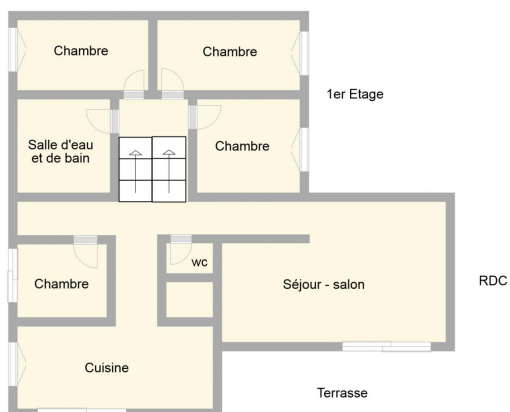 Chambre
Chambre
1er Etage
Salle d'eau
et de bain
Chambre
wc
Chambre
Séjour - salon
RDC
Cuisine
Terrasse